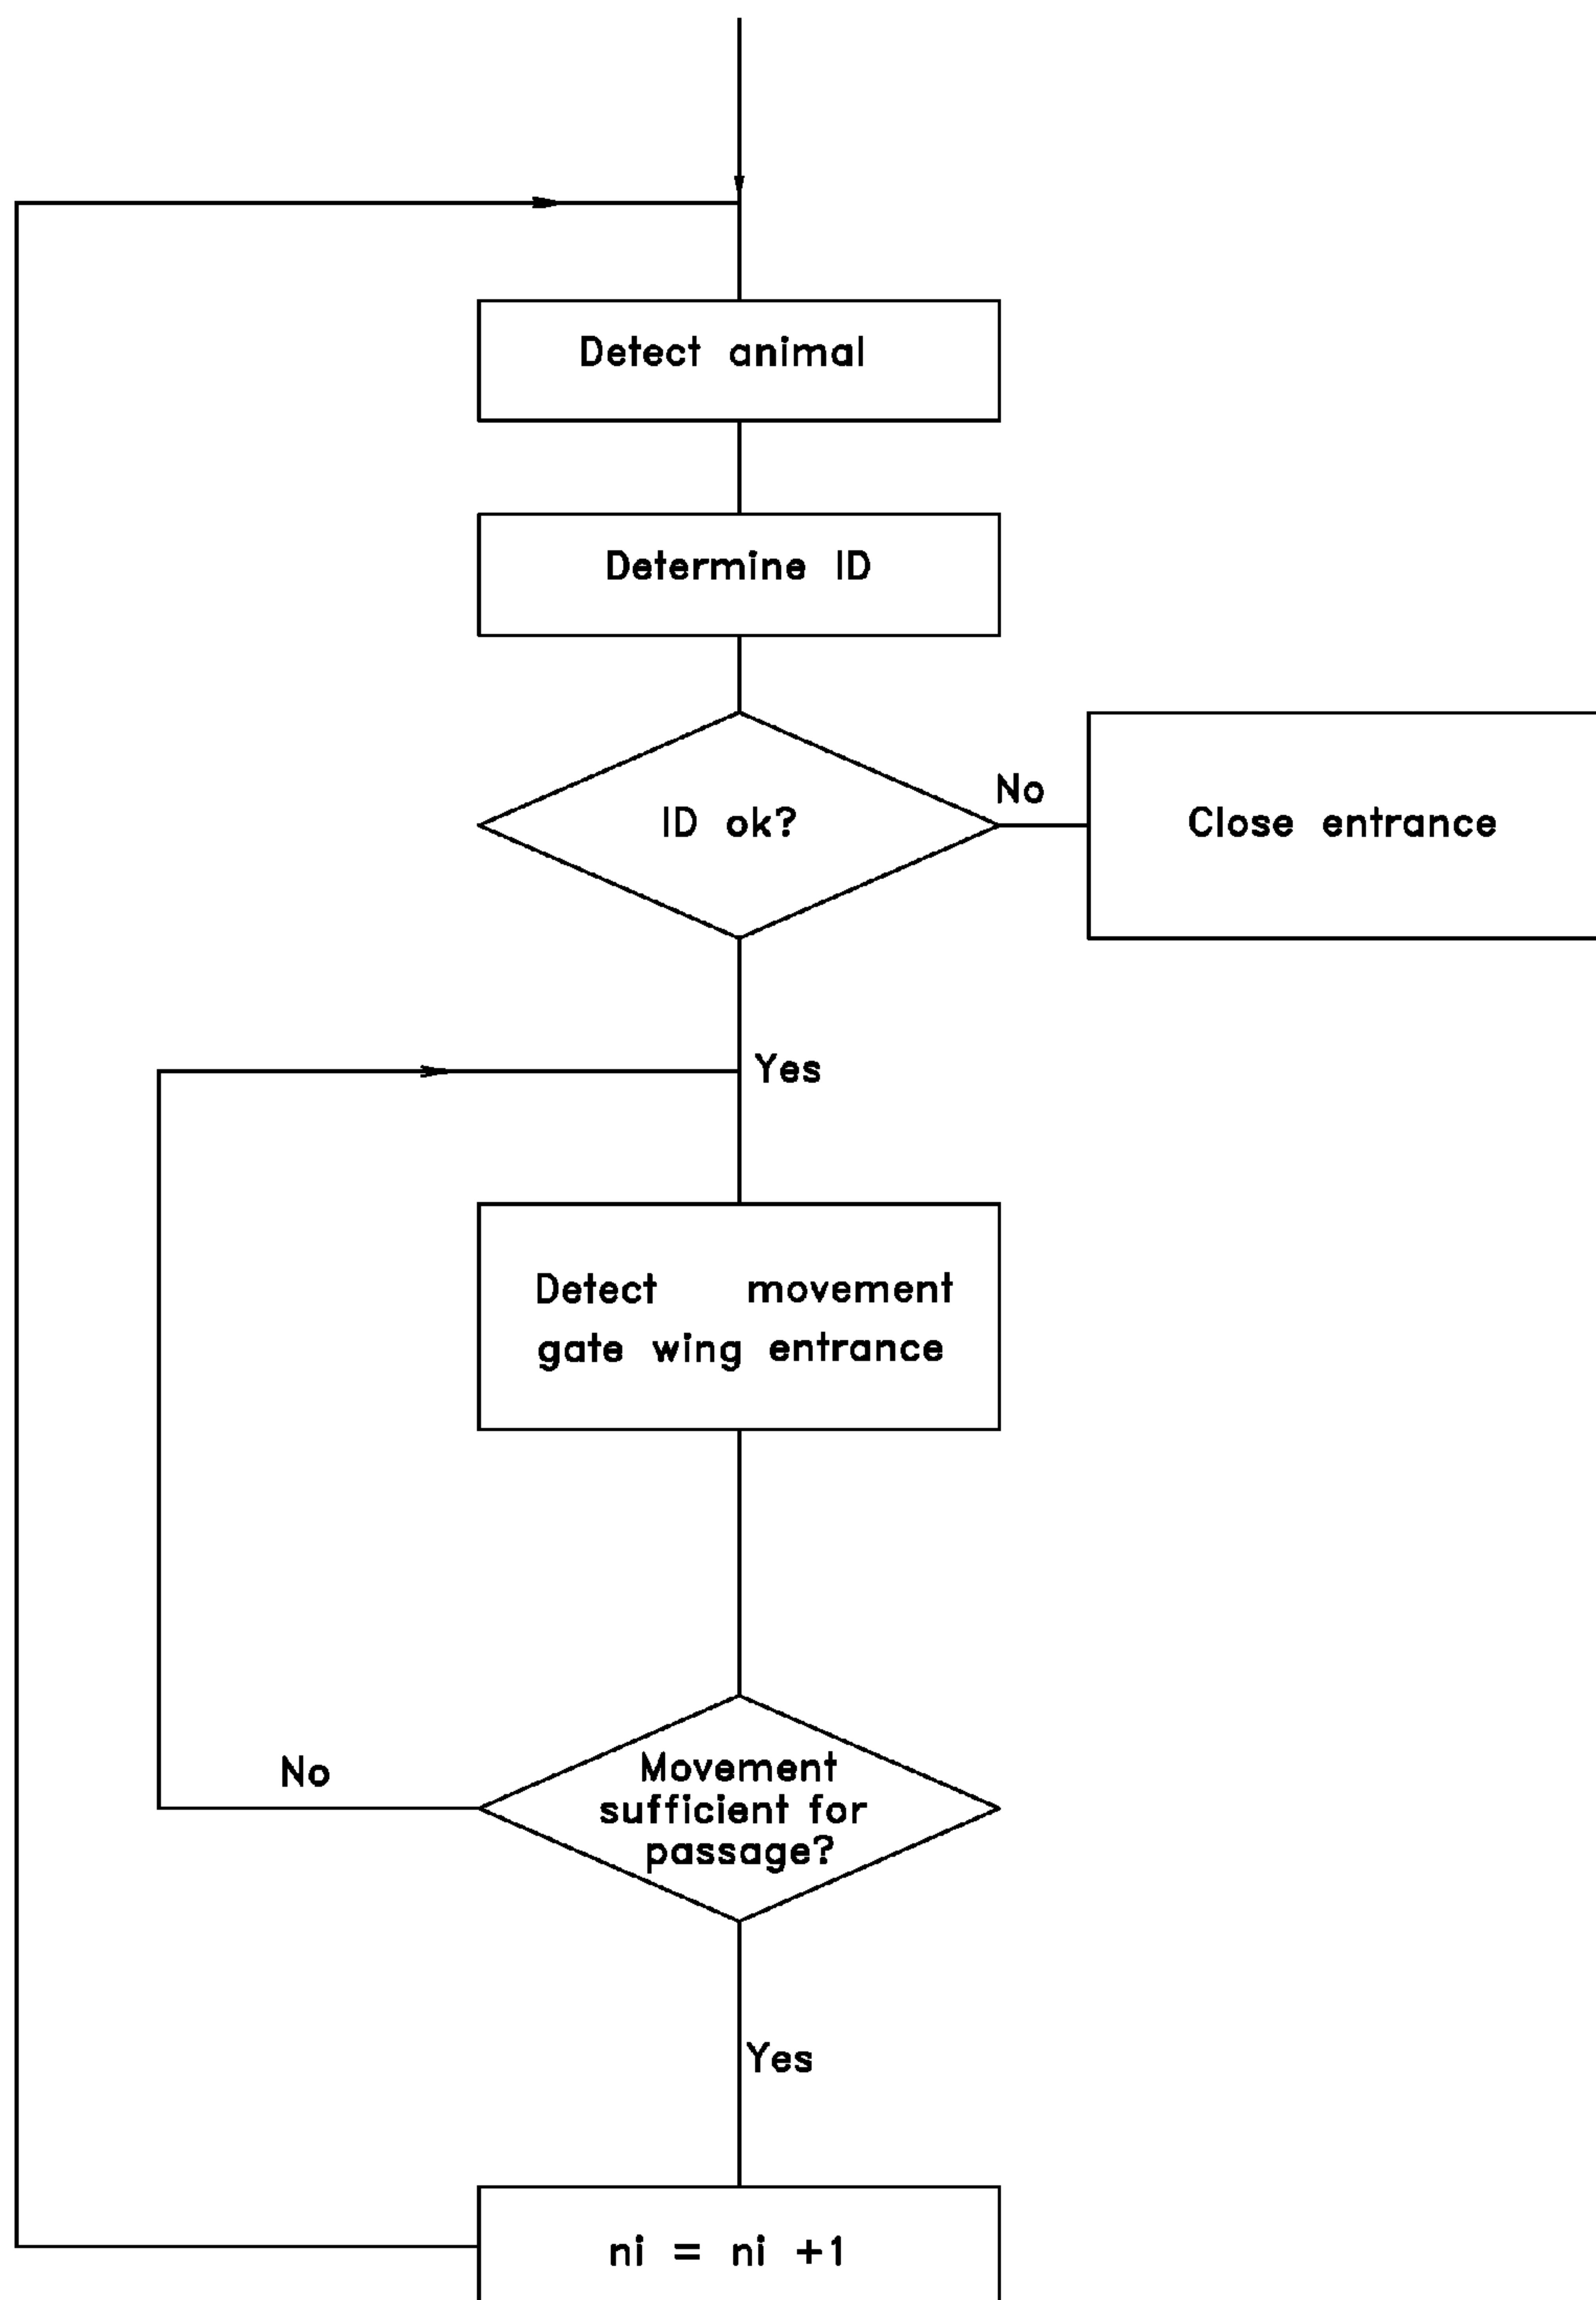 Detect animal
Determine ID
ID ok?
No
Close entrance
Yes
Detect movement
gate wing entrance
Movement
sufficient for
passage?
No
Yes
ni = ni +1